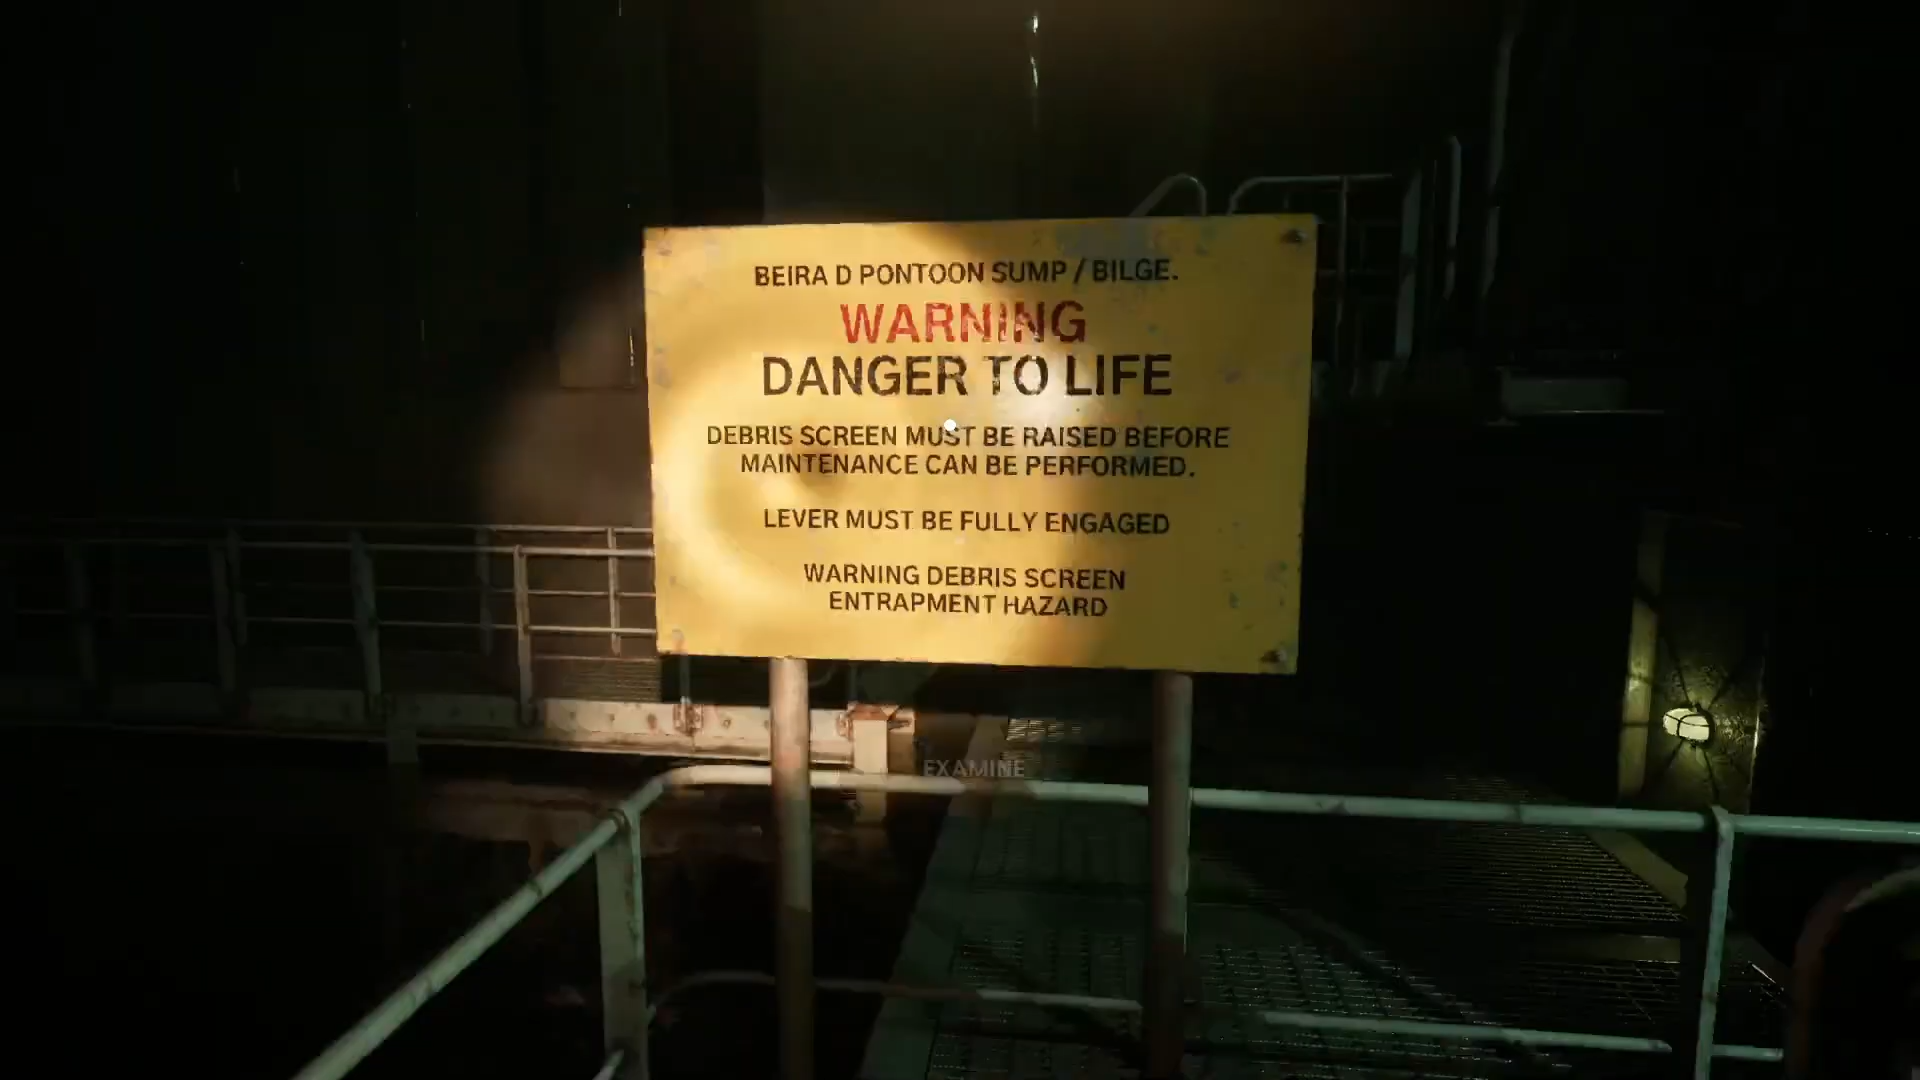 BEIRA D PONTOON SUMP / BILGE.
WARNING
DANGER TO LIFE
DEBRIS SCREEN MUST BE RAISED BEFORE
MAINTENANCE CAN BE PERFORMED.
LEVER MUST BE FULLY ENGAGED
WARNING DEBRIS SCREEN
ENTRAPMENT HAZARD
EXAMINE